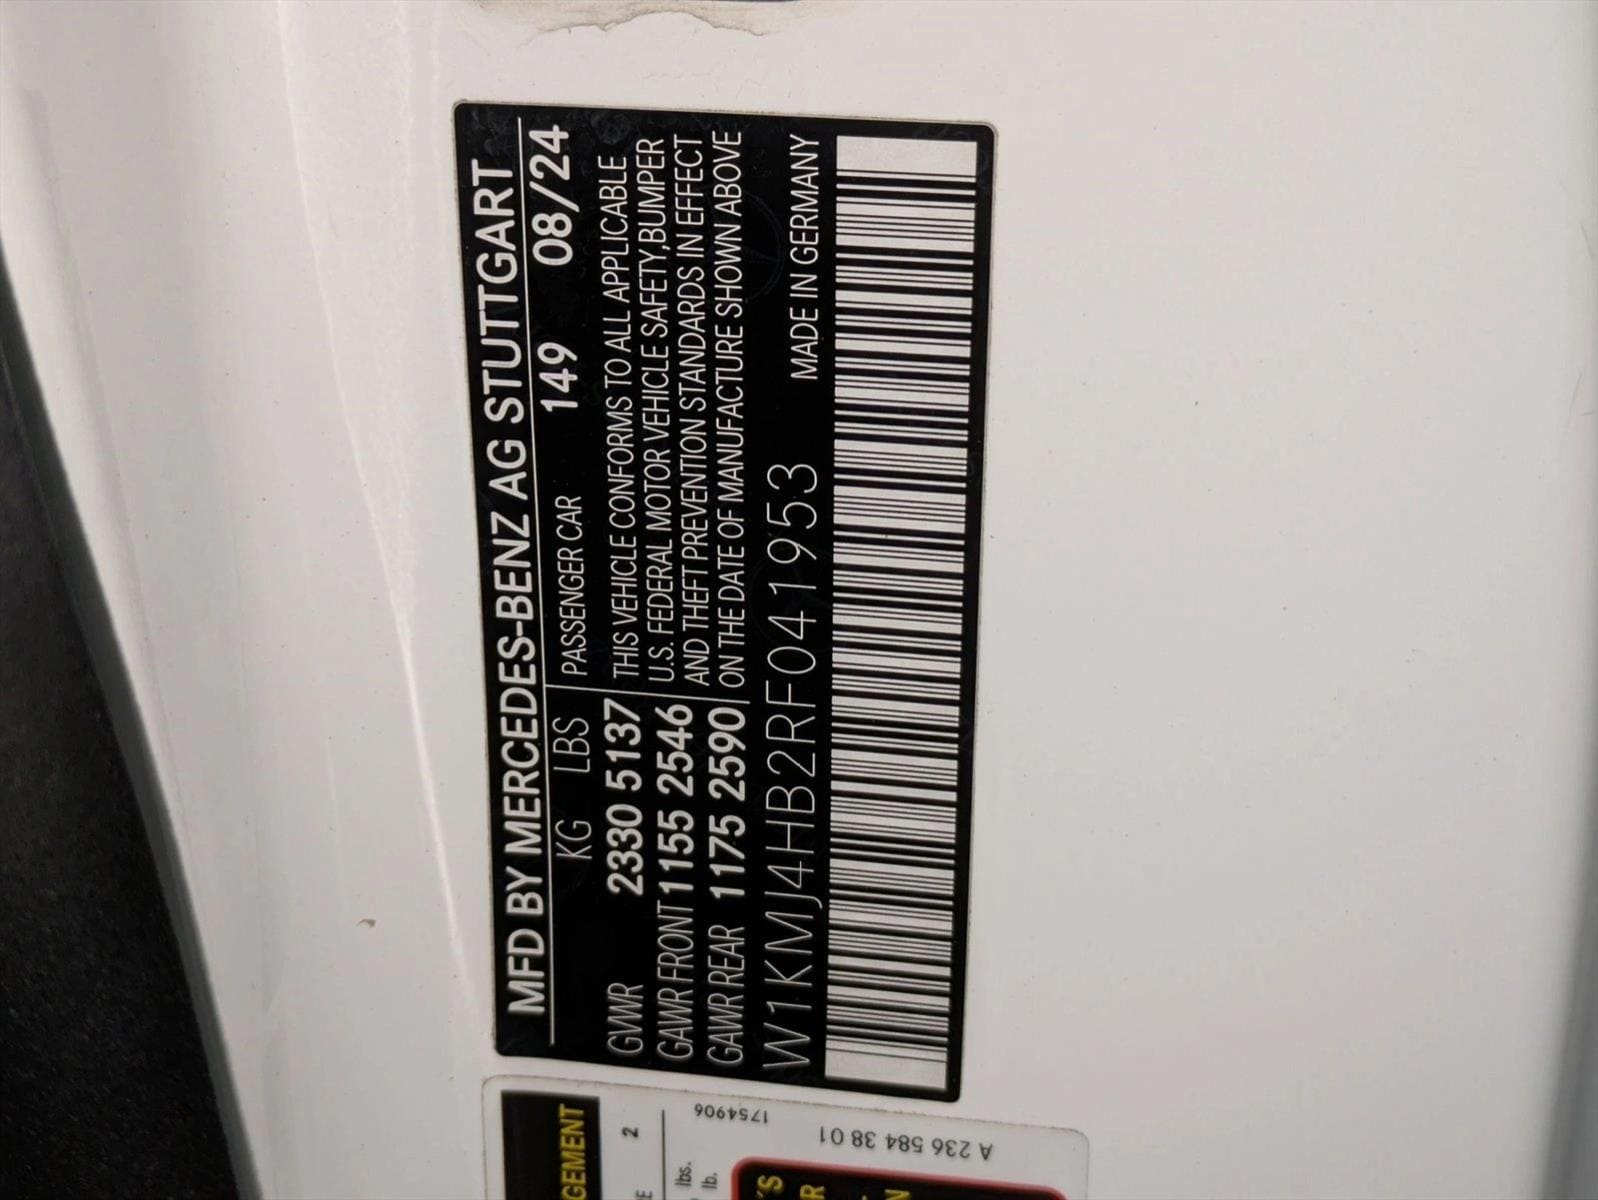 MFD BY MERCEDES-BENZ AG STUTTGART
KG LBS PASSENGER CAR 149 08/24
GVWR 2330 5137
GAWR FRONT 1155 2546
GAWR REAR 1175 2590
THIS VEHICLE CONFORMS TO ALL APPLICABLE
U.S. FEDERAL MOTOR VEHICLE SAFETY,BUMPER
AND THEFT PREVENTION STANDARDS IN EFFECT
ON THE DATE OF MANUFACTURE SHOWN ABOVE
W1KMJ4HB2RF041953 MADE IN GERMANY
GEMENT
2
lbs.
lb.
1754906
A 236 584 38 01
'S
R
N